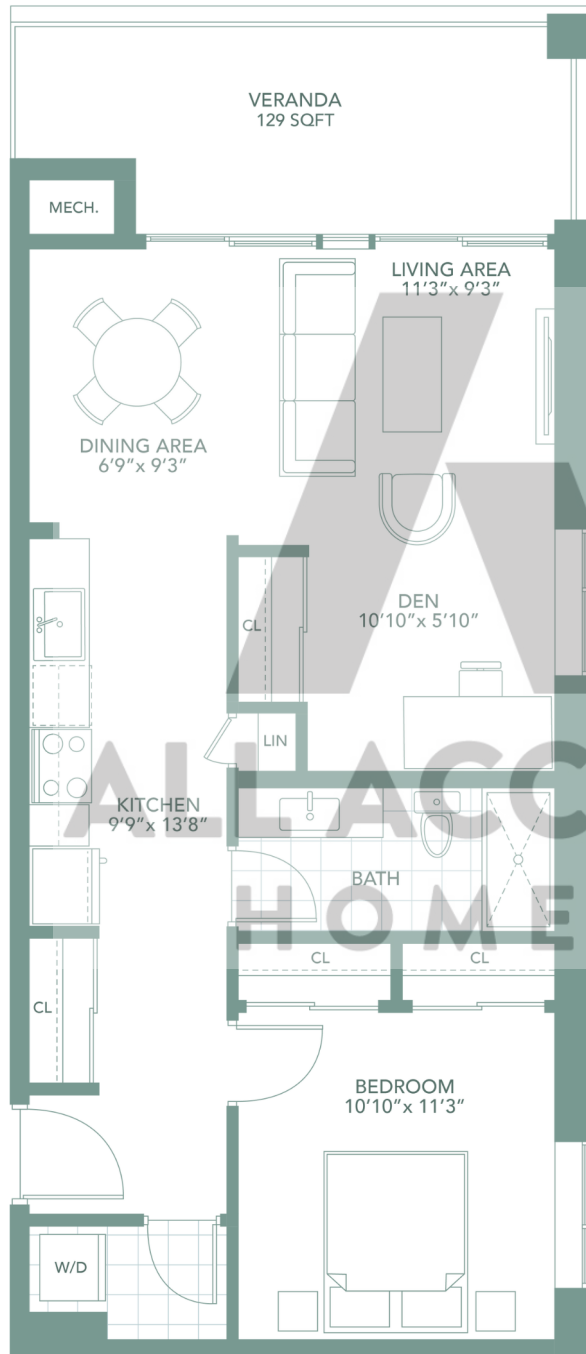 VERANDA
129 SQFT
MECH.
LIVING AREA
11'3"x 9'3"
DINING AREA
6'9"x 9'3"
CL
DEN
10'10"x 5'10"
LIN
KITCHEN
9'9"x 13'8"
ALL ACC
BATH
HOME
CL
CL
CL
BEDROOM
10'10"x 11'3"
W/D